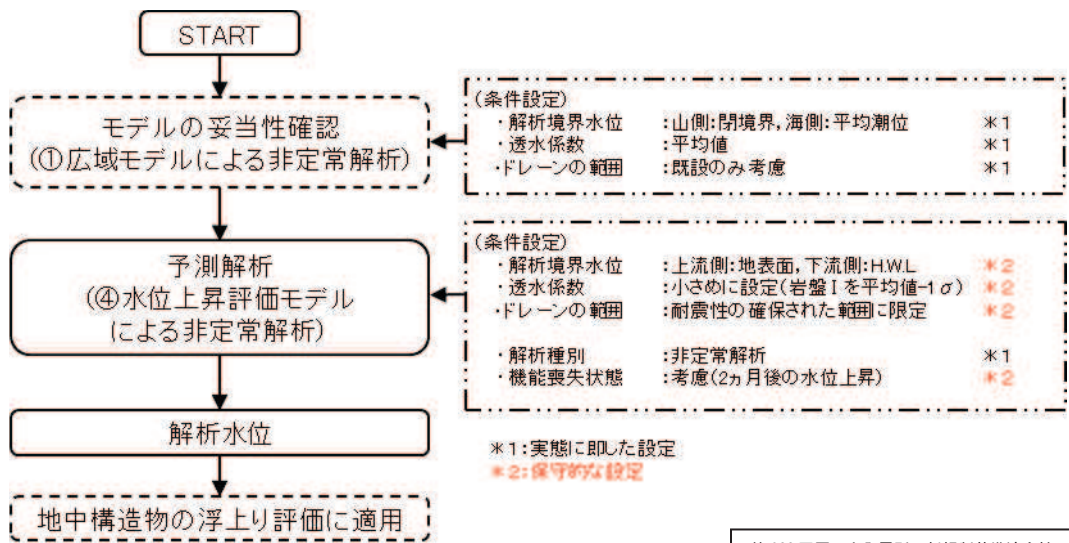 START
モデルの妥当性確認
(①広域モデルによる非定常解析)
(条件設定)
・解析境界水位 :山側:閉境界,海側:平均潮位 *1
・透水係数 :平均値 *1
・ドレーンの範囲 :既設のみ考慮 *1
予測解析
(④水位上昇評価モデル
による非定常解析)
(条件設定)
・解析境界水位 :上流側:地表面,下流側:H.W.L *2
・透水係数 :小さめに設定(岩盤Ⅰを平均値-1σ) *2
・ドレーンの範囲 :耐震性の確保された範囲に限定 *2
・解析種別 :非定常解析 *1
・機能喪失状態 :考慮(2ヵ月後の水位上昇) *2
解析水位
*1:実態に即した設定
*2:保守的な設定
地中構造物の浮上り評価に適用